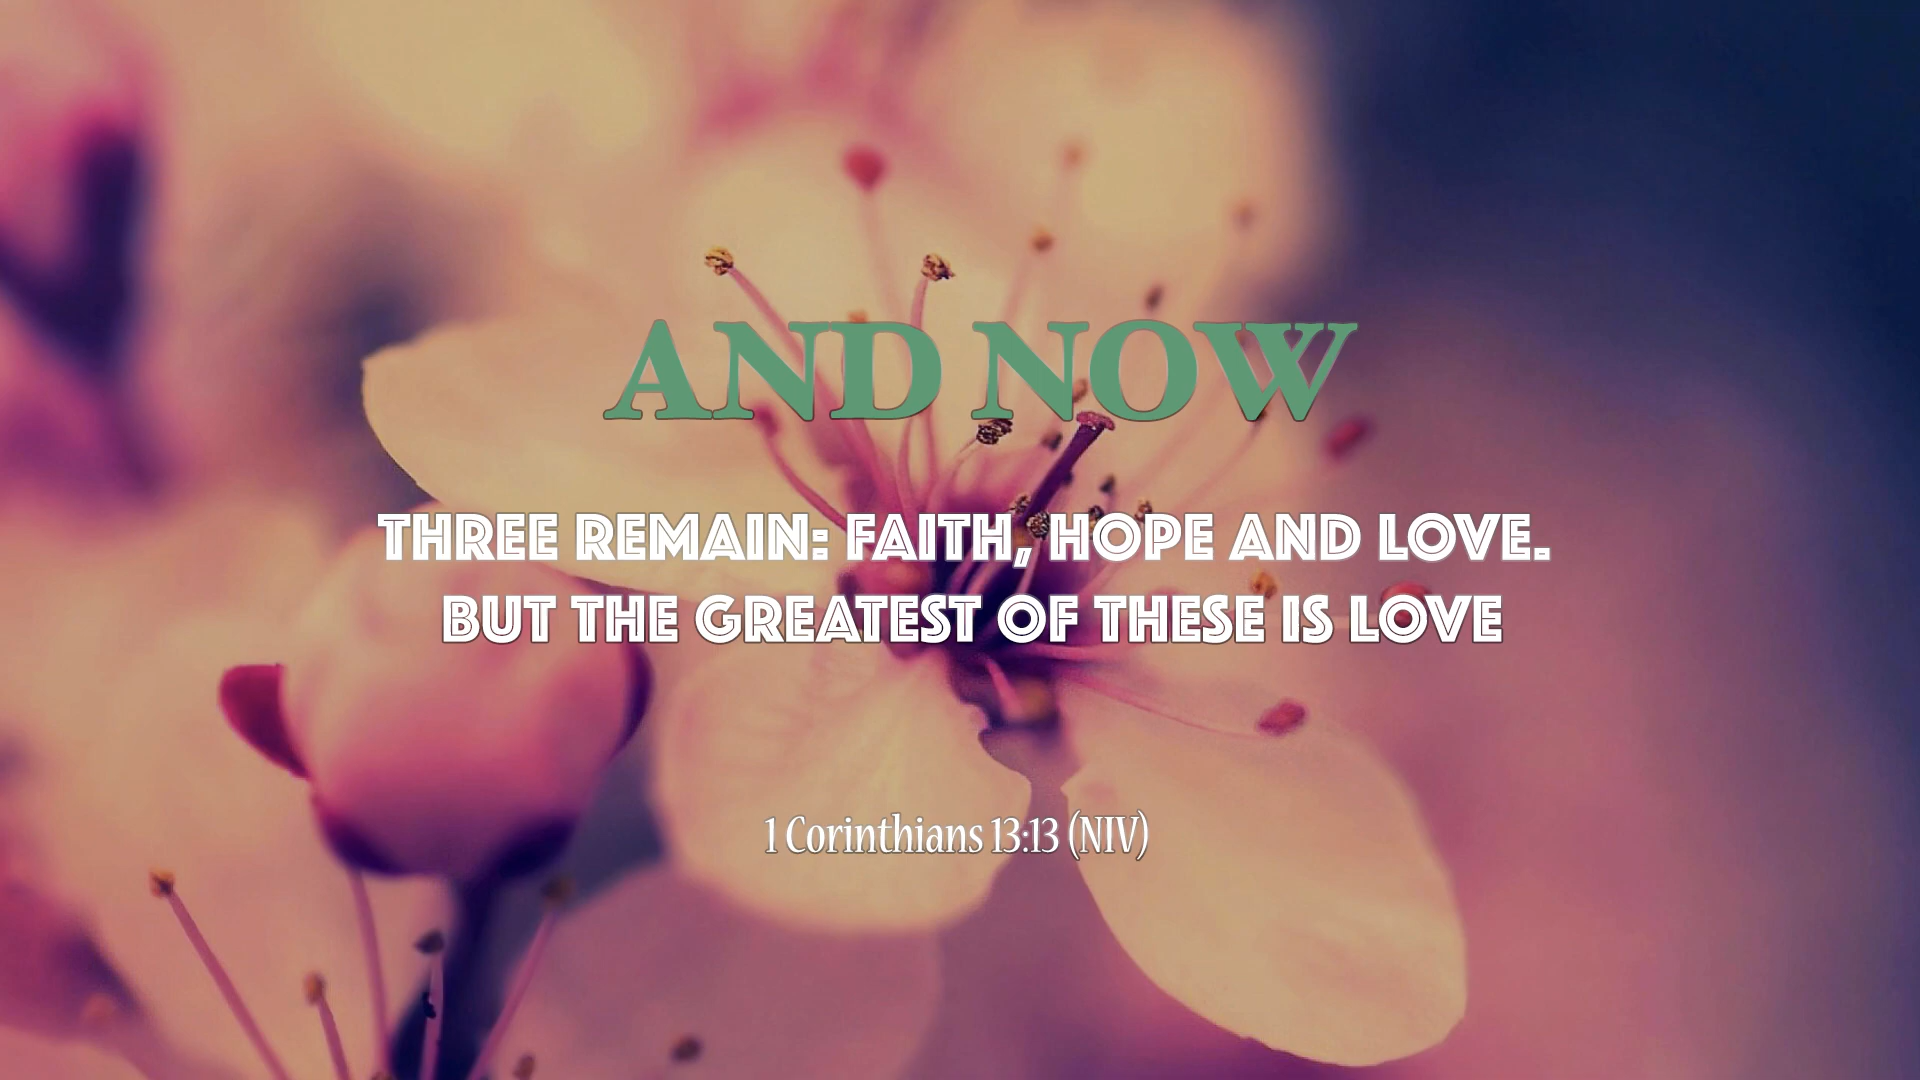 AND NOW
THREE REMAIN: FAITH, HOPE AND LOVE.
BUT THE GREATEST OF THESE IS LOVE
1 Corinthians 13:13 (NIV)